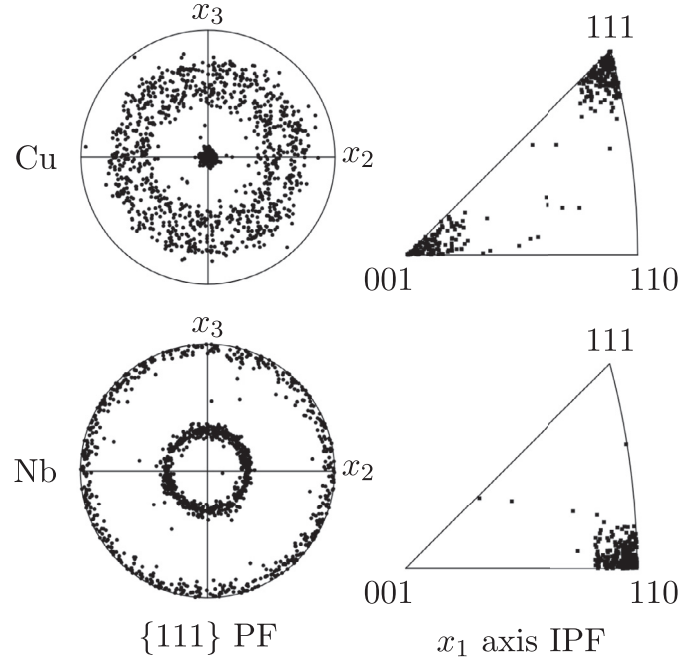 x₃
111
Cu
x₂
001
110
x₃
111
Nb
x₂
001
110
{111} PF
x₁ axis IPF